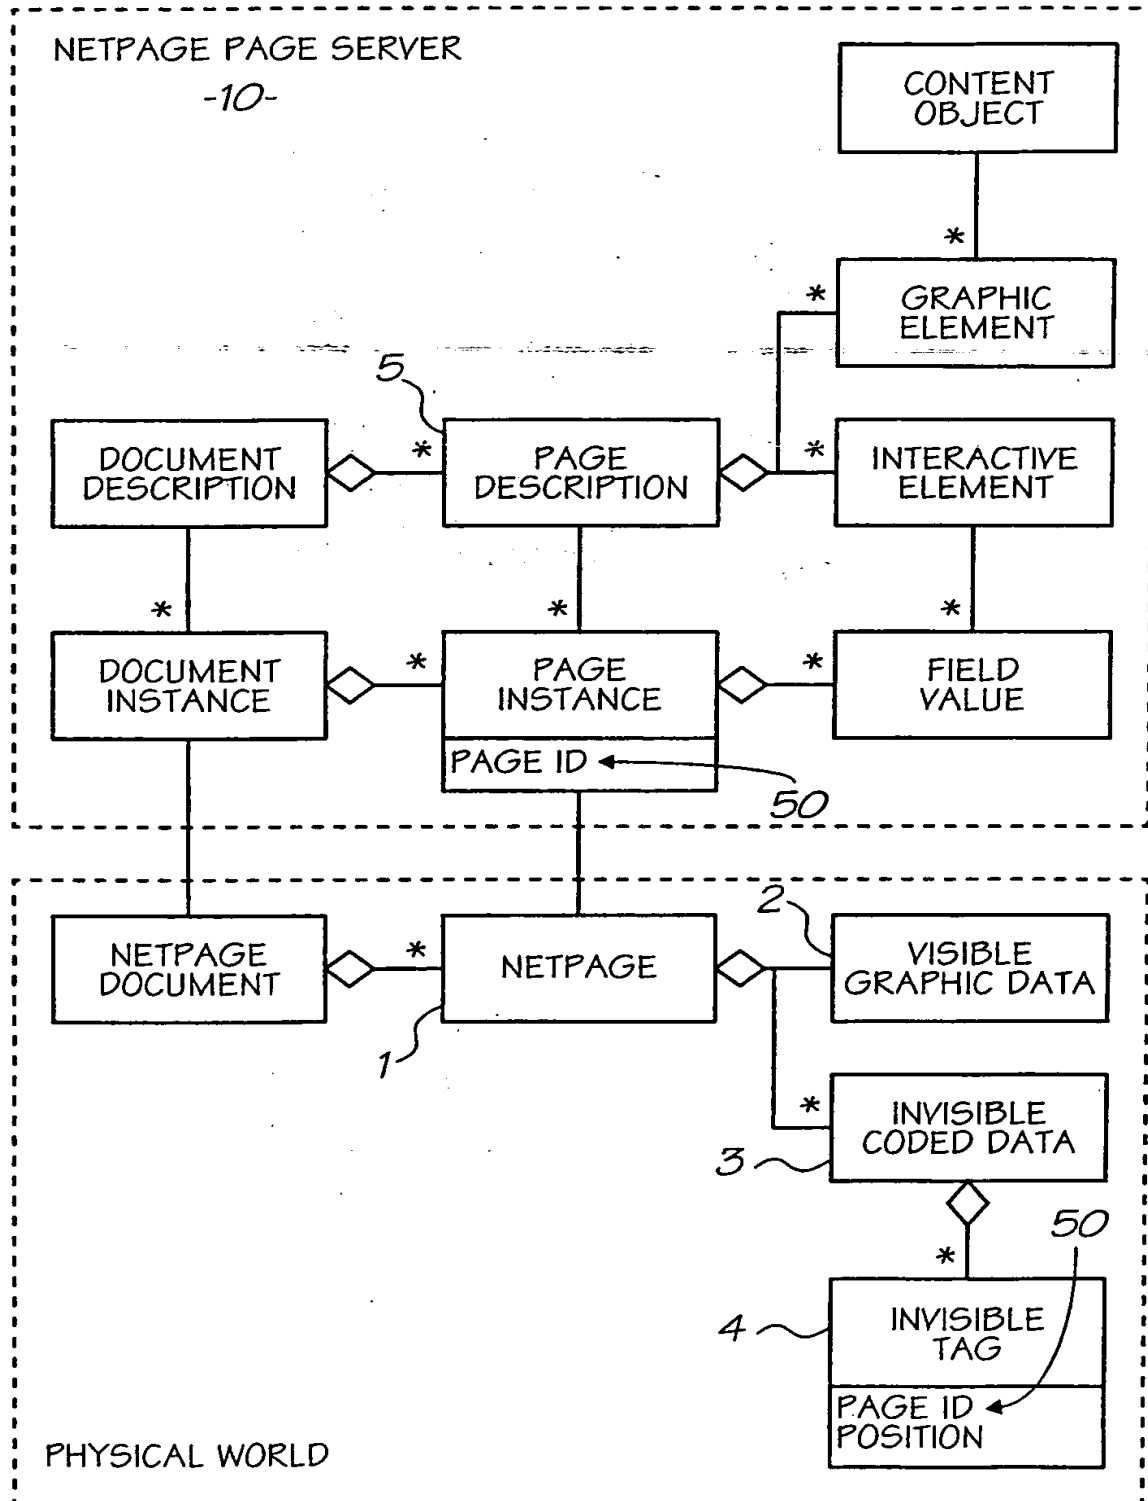 NETPAGE PAGE SERVER
-10-
CONTENT
OBJECT
*
GRAPHIC
ELEMENT
*
5
DOCUMENT
DESCRIPTION
*
PAGE
DESCRIPTION
*
INTERACTIVE
ELEMENT
*
*
*
DOCUMENT
INSTANCE
*
PAGE
INSTANCE
*
FIELD
VALUE
PAGE ID
50
NETPAGE
DOCUMENT
*
NETPAGE
1
2
VISIBLE
GRAPHIC DATA
*
INVISIBLE
CODED DATA
3
*
50
4
INVISIBLE
TAG
PAGE ID
POSITION
PHYSICAL WORLD